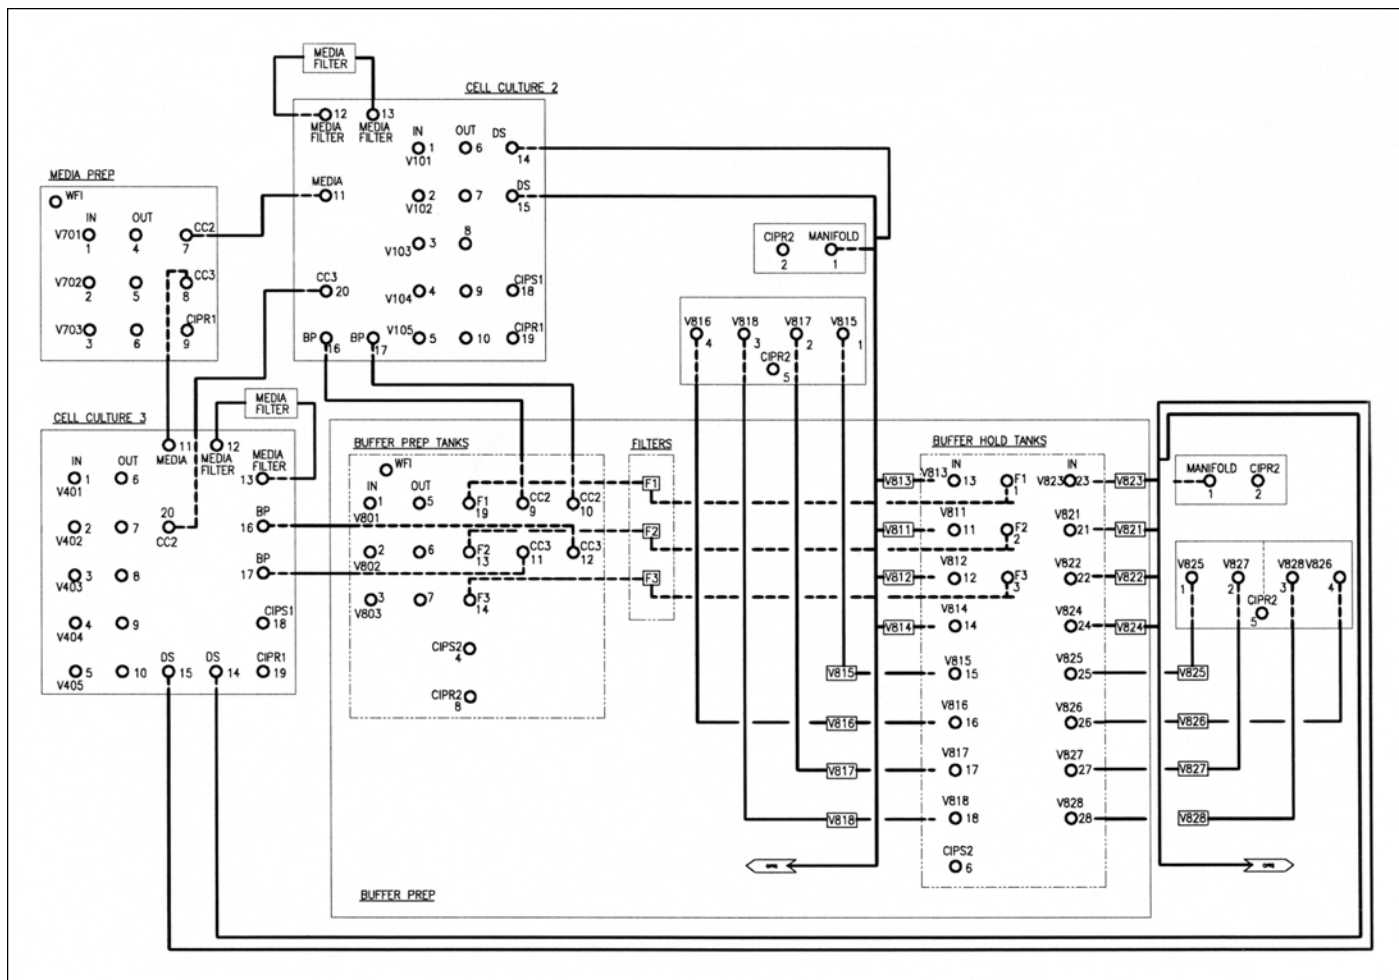 MEDIA
FILTER
CELL CULTURE 2
12
13
MEDIA
FILTER
MEDIA
FILTER
IN
OUT
DS
1
V101
6
14
MEDIA
11
2
V102
7
DS
15
V103
3
8
CC3
20
V104
4
9
CIPS1
18
BP
16
BP
17
V105
5
10
CIPR1
19
MEDIA PREP
WFI
IN
OUT
V701
1
4
CC2
7
V702
2
5
CC3
8
V703
3
6
CIPR1
9
CIPR2
2
MANIFOLD
1
V816
4
V818
3
V817
2
V815
1
CIPR2
5
MEDIA
FILTER
CELL CULTURE 3
IN
OUT
11
MEDIA
12
MEDIA
FILTER
MEDIA
FILTER
13
1
V401
6
2
V402
7
20
CC2
BP
16
3
V403
8
BP
17
4
V404
9
CIPS1
18
5
V405
10
DS
15
DS
14
CIPR1
19
BUFFER PREP TANKS
WFI
IN
OUT
1
V801
5
F1
19
CC2
9
CC2
10
2
V802
6
F2
13
CC3
11
CC3
12
3
V803
7
F3
14
CIPS2
4
CIPR2
8
FILTERS
F1
F2
F3
BUFFER HOLD TANKS
IN
IN
V813
V813
13
F1
1
V823
23
V823
V811
V811
11
F2
2
V821
21
V821
V812
V812
12
F3
3
V822
22
V822
V814
V814
14
V824
24
V824
V815
V815
15
V825
25
V825
V816
V816
16
V826
26
V826
V817
V817
17
V827
27
V827
V818
V818
18
V828
28
V828
CIPS2
6
MANIFOLD
1
CIPR2
2
V825
1
V827
2
V828
3
V826
4
CIPR2
5
BUFFER PREP